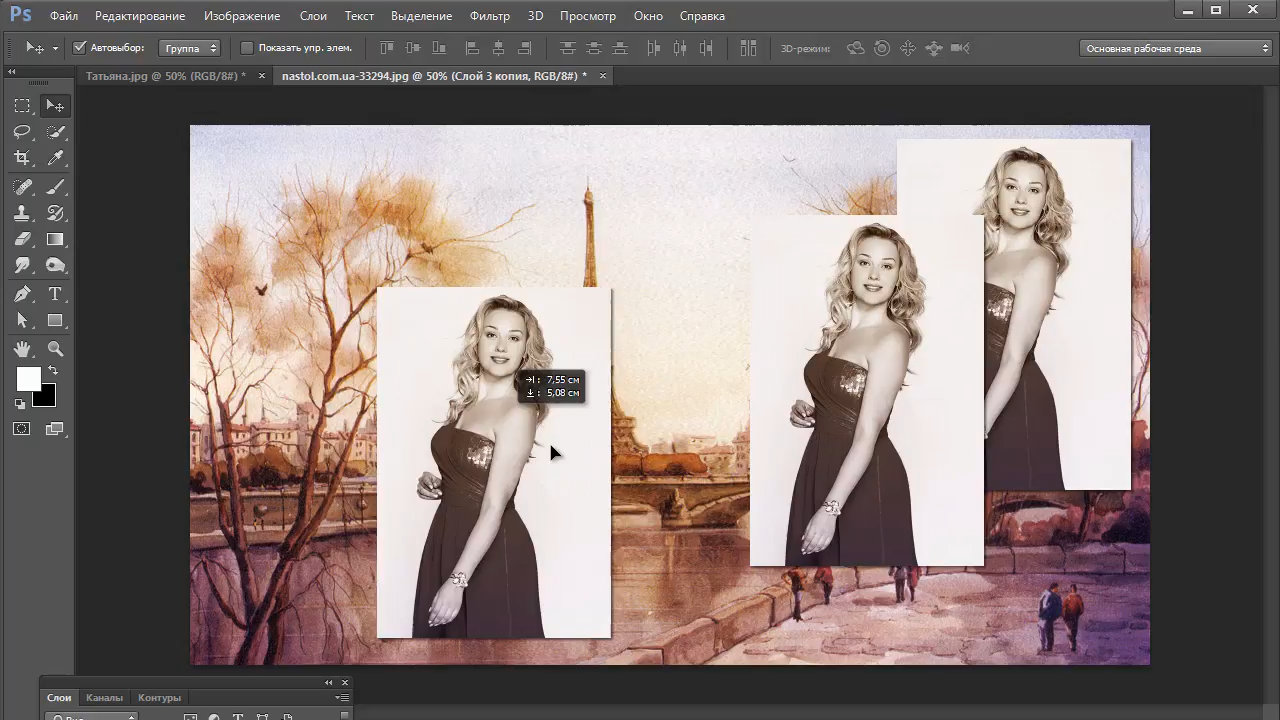 Ps Файл Редактирование Изображение Слои Текст Выделение Фильтр 3D Просмотр Окно Справка
Автовыбор: Группа Показать упр. элем. 3D-режим: Основная рабочая среда
Татьяна.jpg @ 50% (RGB/8#) * × nastol.com.ua-33294.jpg @ 50% (Слой 3 копия, RGB/8#) * ×
7,55 см
5,08 см
Слои Каналы Контуры
Вид